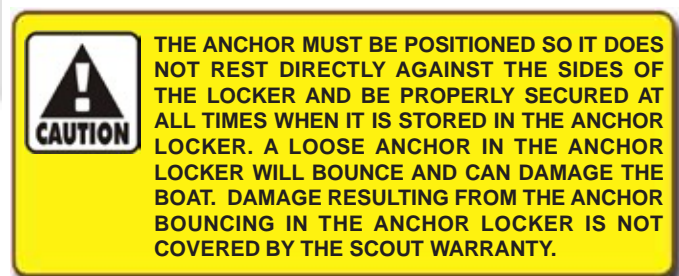 CAUTION
THE ANCHOR MUST BE POSITIONED SO IT DOES
NOT REST DIRECTLY AGAINST THE SIDES OF
THE LOCKER AND BE PROPERLY SECURED AT
ALL TIMES WHEN IT IS STORED IN THE ANCHOR
LOCKER. A LOOSE ANCHOR IN THE ANCHOR
LOCKER WILL BOUNCE AND CAN DAMAGE THE
BOAT. DAMAGE RESULTING FROM THE ANCHOR
BOUNCING IN THE ANCHOR LOCKER IS NOT
COVERED BY THE SCOUT WARRANTY.